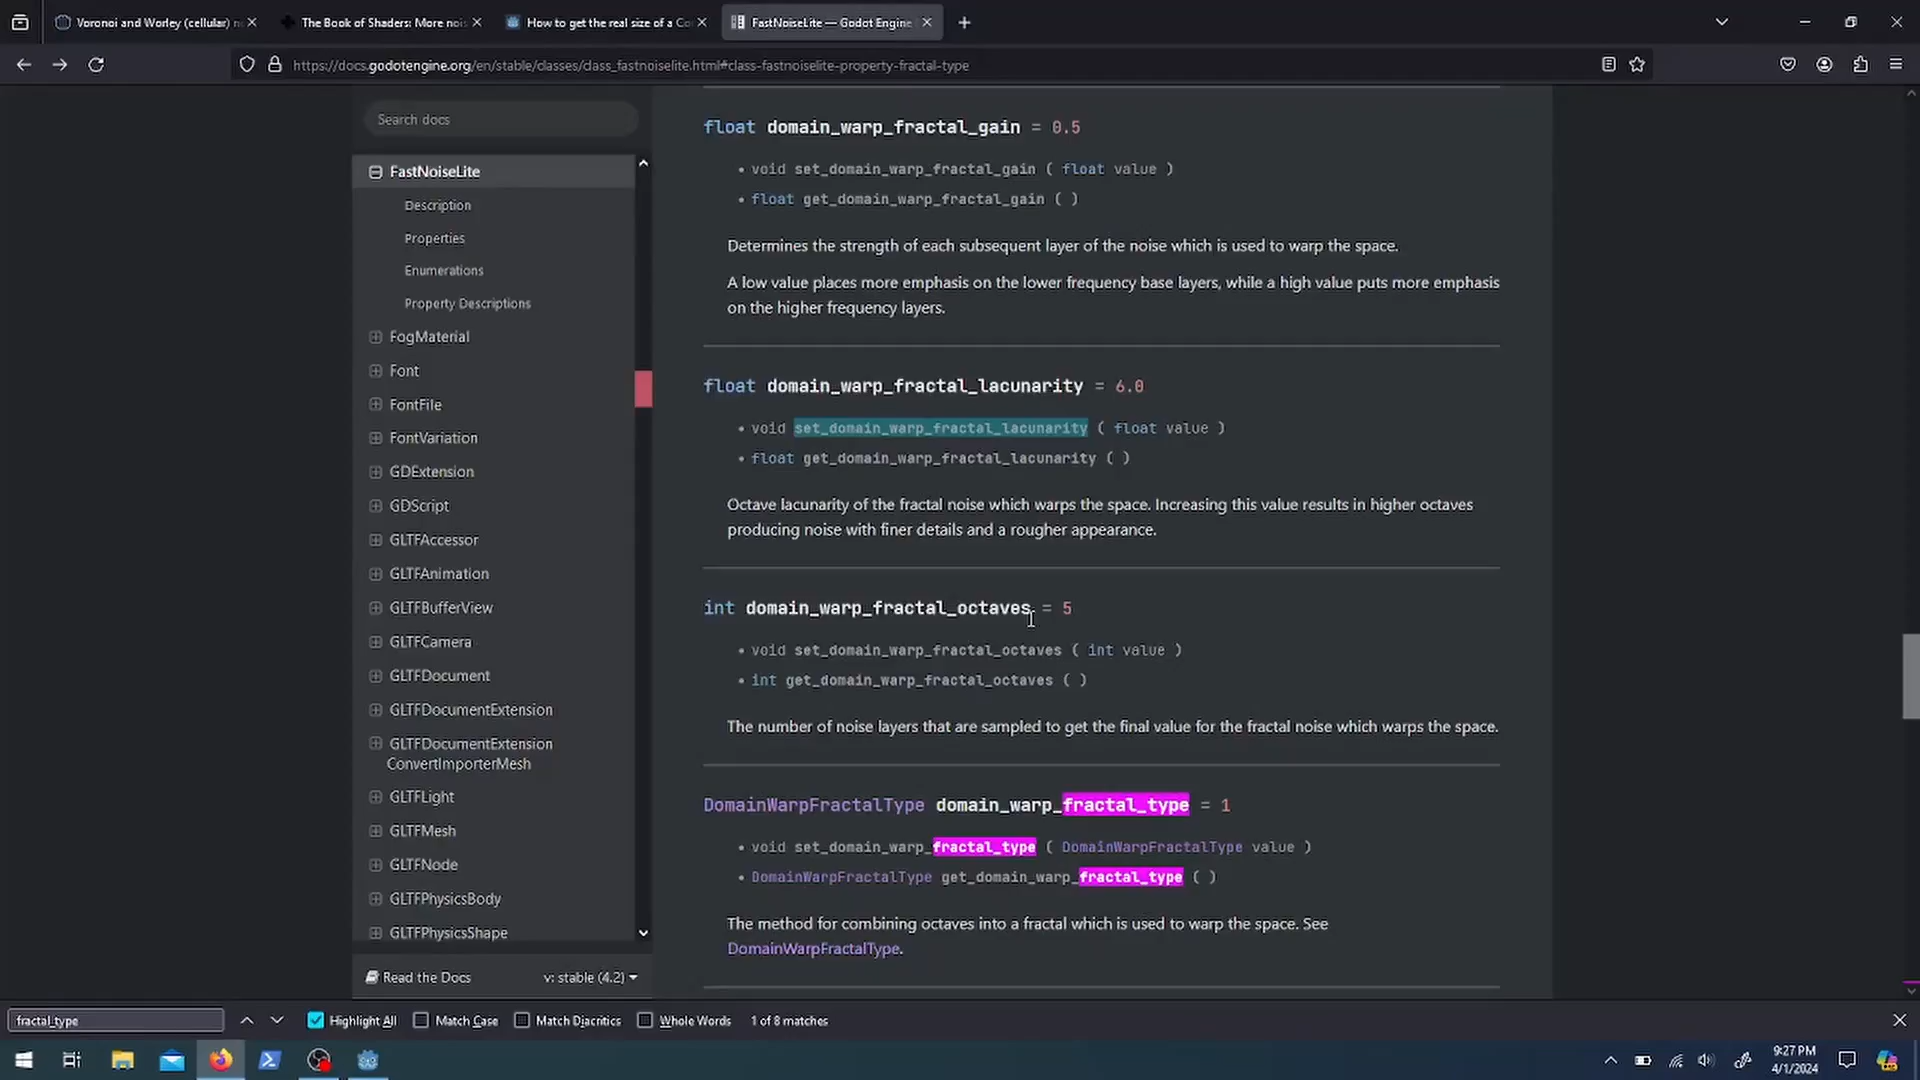 Voronoi and Worley (cellular) n
The Book of Shaders: More noi
How to get the real size of a Co
FastNoiseLite — Godot Engine
https://docs.godotengine.org/en/stable/classes/class_fastnoiselite.html#class-fastnoiselite-property-fractal-type
Search docs
FastNoiseLite
Description
Properties
Enumerations
Property Descriptions
FogMaterial
Font
FontFile
FontVariation
GDExtension
GDScript
GLTFAccessor
GLTFAnimation
GLTFBufferView
GLTFCamera
GLTFDocument
GLTFDocumentExtension
GLTFDocumentExtension
ConvertImporterMesh
GLTFLight
GLTFMesh
GLTFNode
GLTFPhysicsBody
GLTFPhysicsShape
Read the Docs
v: stable (4.2)
float domain_warp_fractal_gain = 0.5
• void set_domain_warp_fractal_gain ( float value )
• float get_domain_warp_fractal_gain ( )
Determines the strength of each subsequent layer of the noise which is used to warp the space.
A low value places more emphasis on the lower frequency base layers, while a high value puts more emphasis
on the higher frequency layers.
float domain_warp_fractal_lacunarity = 6.0
• void set_domain_warp_fractal_lacunarity ( float value )
• float get_domain_warp_fractal_lacunarity ( )
Octave lacunarity of the fractal noise which warps the space. Increasing this value results in higher octaves
producing noise with finer details and a rougher appearance.
int domain_warp_fractal_octaves = 5
• void set_domain_warp_fractal_octaves ( int value )
• int get_domain_warp_fractal_octaves ( )
The number of noise layers that are sampled to get the final value for the fractal noise which warps the space.
DomainWarpFractalType domain_warp_fractal_type = 1
• void set_domain_warp_fractal_type ( DomainWarpFractalType value )
• DomainWarpFractalType get_domain_warp_fractal_type ( )
The method for combining octaves into a fractal which is used to warp the space. See
DomainWarpFractalType.
fractal_type
Highlight All
Match Case
Match Diacritics
Whole Words
1 of 8 matches
9:27 PM
4/1/2024